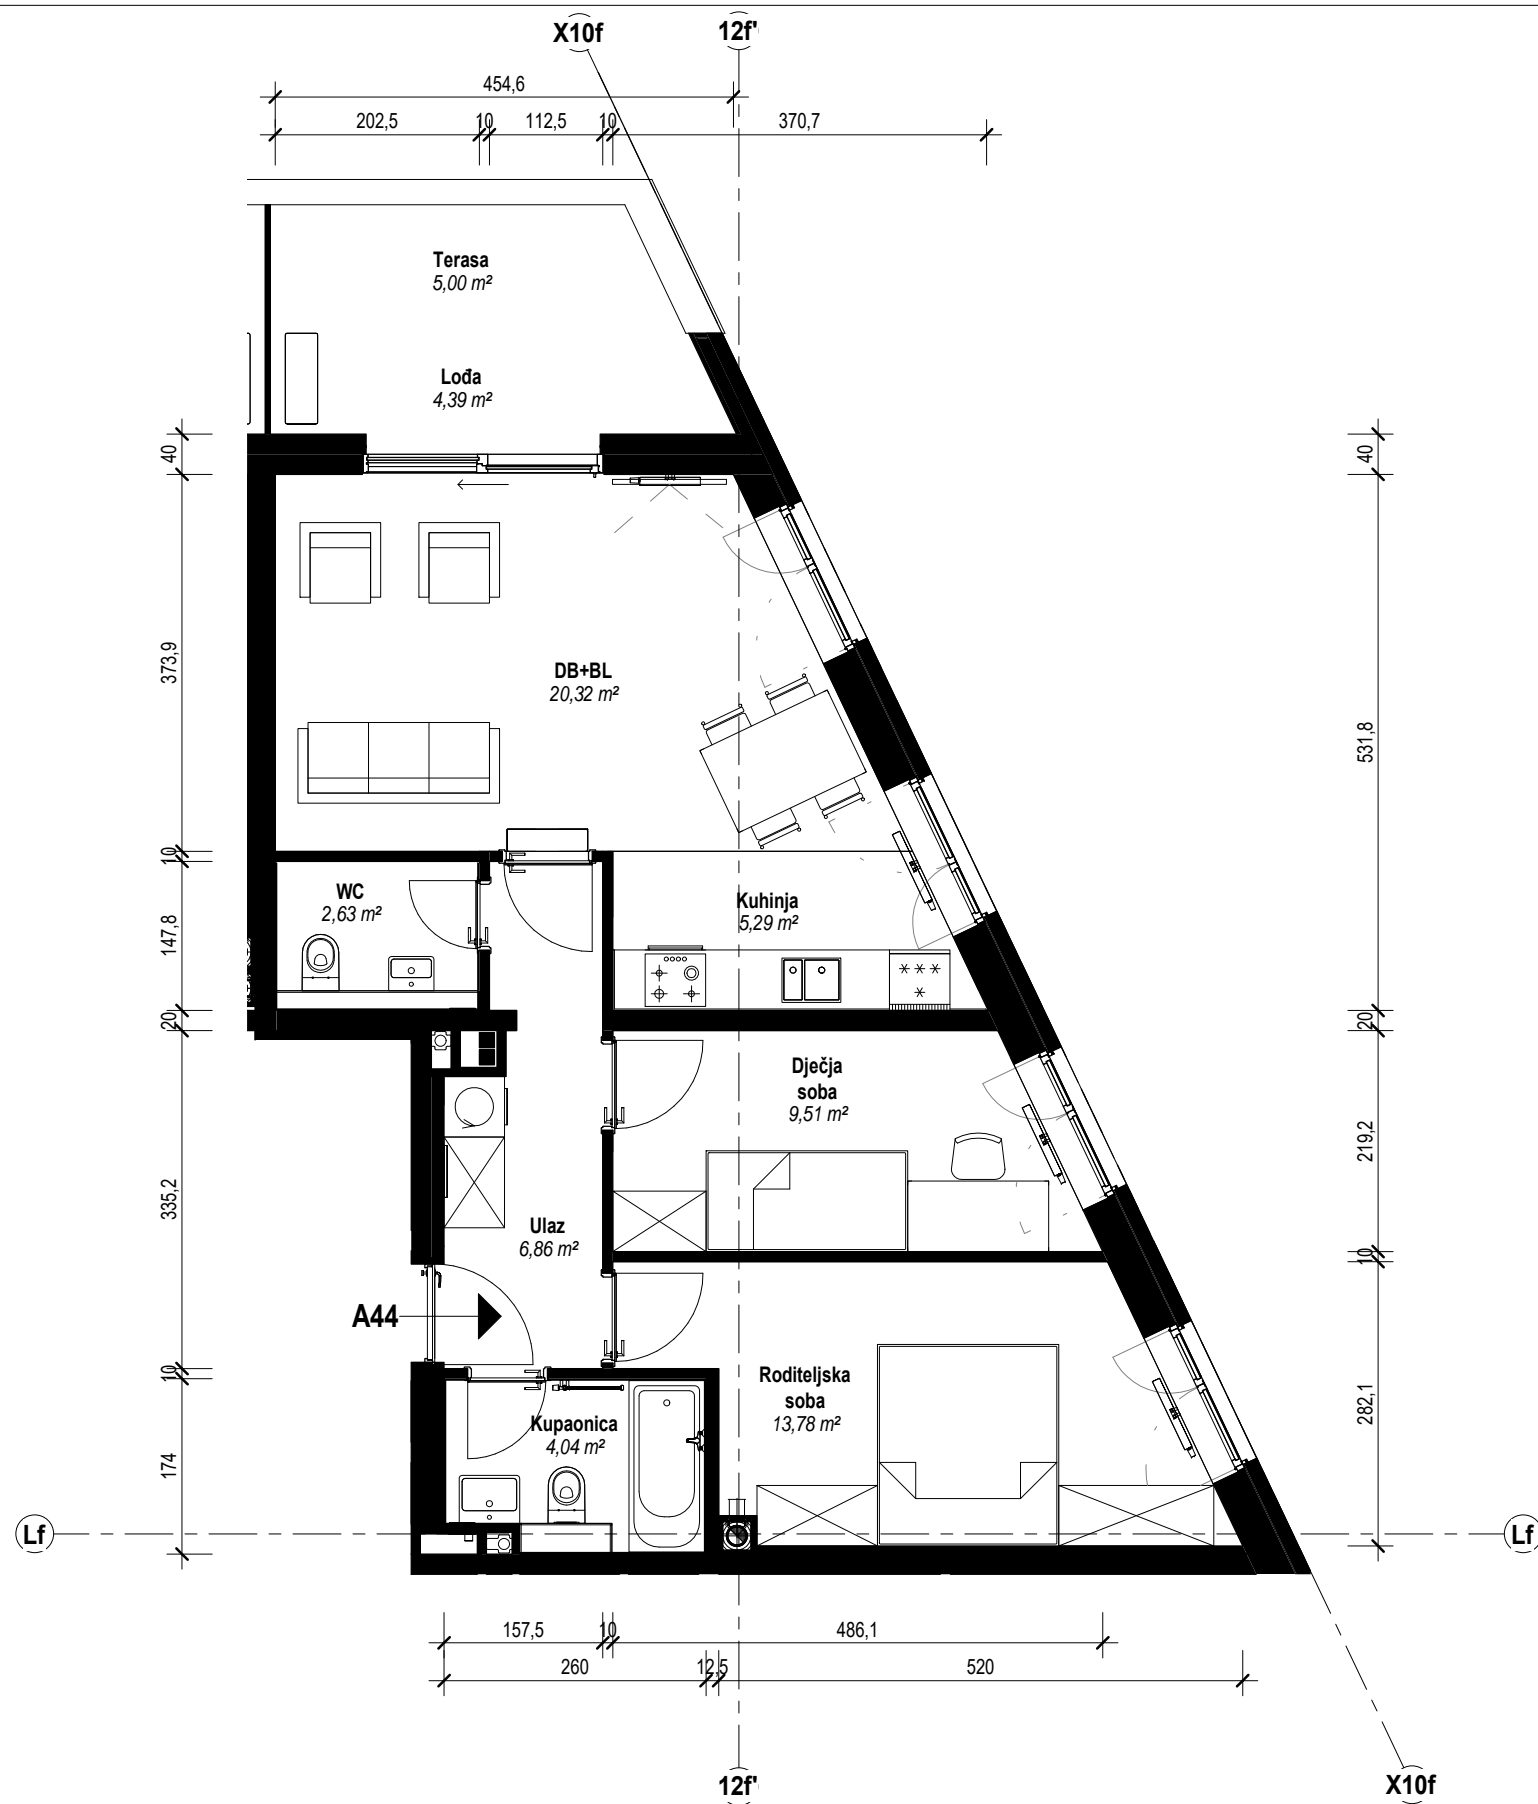 X10f
12f'
454,6
202,5
10
112,5
10
370,7
Terasa
5,00 m²
Lođa
4,39 m²
40
40
373,9
DB+BL
20,32 m²
531,8
10
WC
2,63 m²
Kuhinja
5,29 m²
147,8
20
20
Dječja
soba
9,51 m²
219,2
335,2
Ulaz
6,86 m²
10
A44
10
Roditeljska
soba
13,78 m²
282,1
Kupaonica
4,04 m²
174
Lf
Lf
157,5
10
486,1
260
12,5
520
12f'
X10f